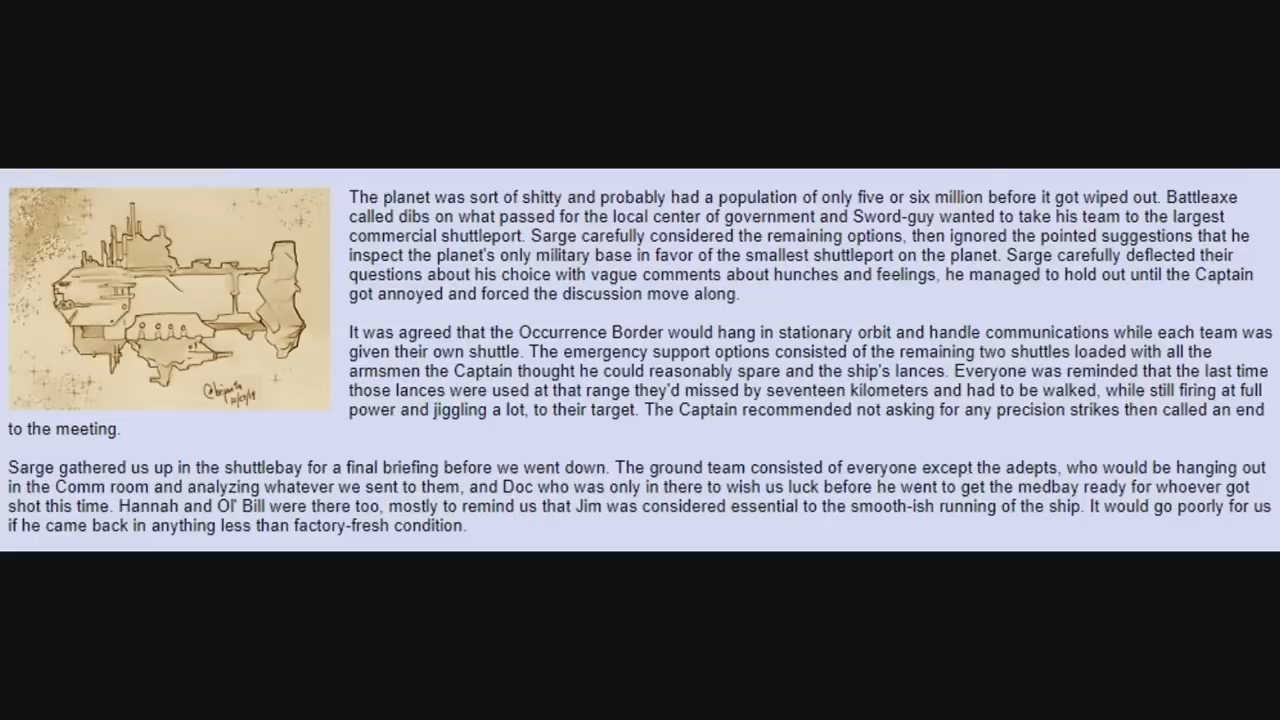 The planet was sort of shitty and probably had a population of only five or six million before it got wiped out. Battleaxe
called dibs on what passed for the local center of government and Sword-guy wanted to take his team to the largest
commercial shuttleport. Sarge carefully considered the remaining options, then ignored the pointed suggestions that he
inspect the planet's only military base in favor of the smallest shuttleport on the planet. Sarge carefully deflected their
questions about his choice with vague comments about hunches and feelings, he managed to hold out until the Captain
got annoyed and forced the discussion move along.
It was agreed that the Occurrence Border would hang in stationary orbit and handle communications while each team was
given their own shuttle. The emergency support options consisted of the remaining two shuttles loaded with all the
armsmen the Captain thought he could reasonably spare and the ship's lances. Everyone was reminded that the last time
those lances were used at that range they'd missed by seventeen kilometers and had to be walked, while still firing at full
power and jiggling a lot, to their target. The Captain recommended not asking for any precision strikes then called an end
to the meeting.
Sarge gathered us up in the shuttlebay for a final briefing before we went down. The ground team consisted of everyone except the adepts, who would be hanging out
in the Comm room and analyzing whatever we sent to them, and Doc who was only in there to wish us luck before he went to get the medbay ready for whoever got
shot this time. Hannah and Ol' Bill were there too, mostly to remind us that Jim was considered essential to the smooth-ish running of the ship. It would go poorly for us
if he came back in anything less than factory-fresh condition.